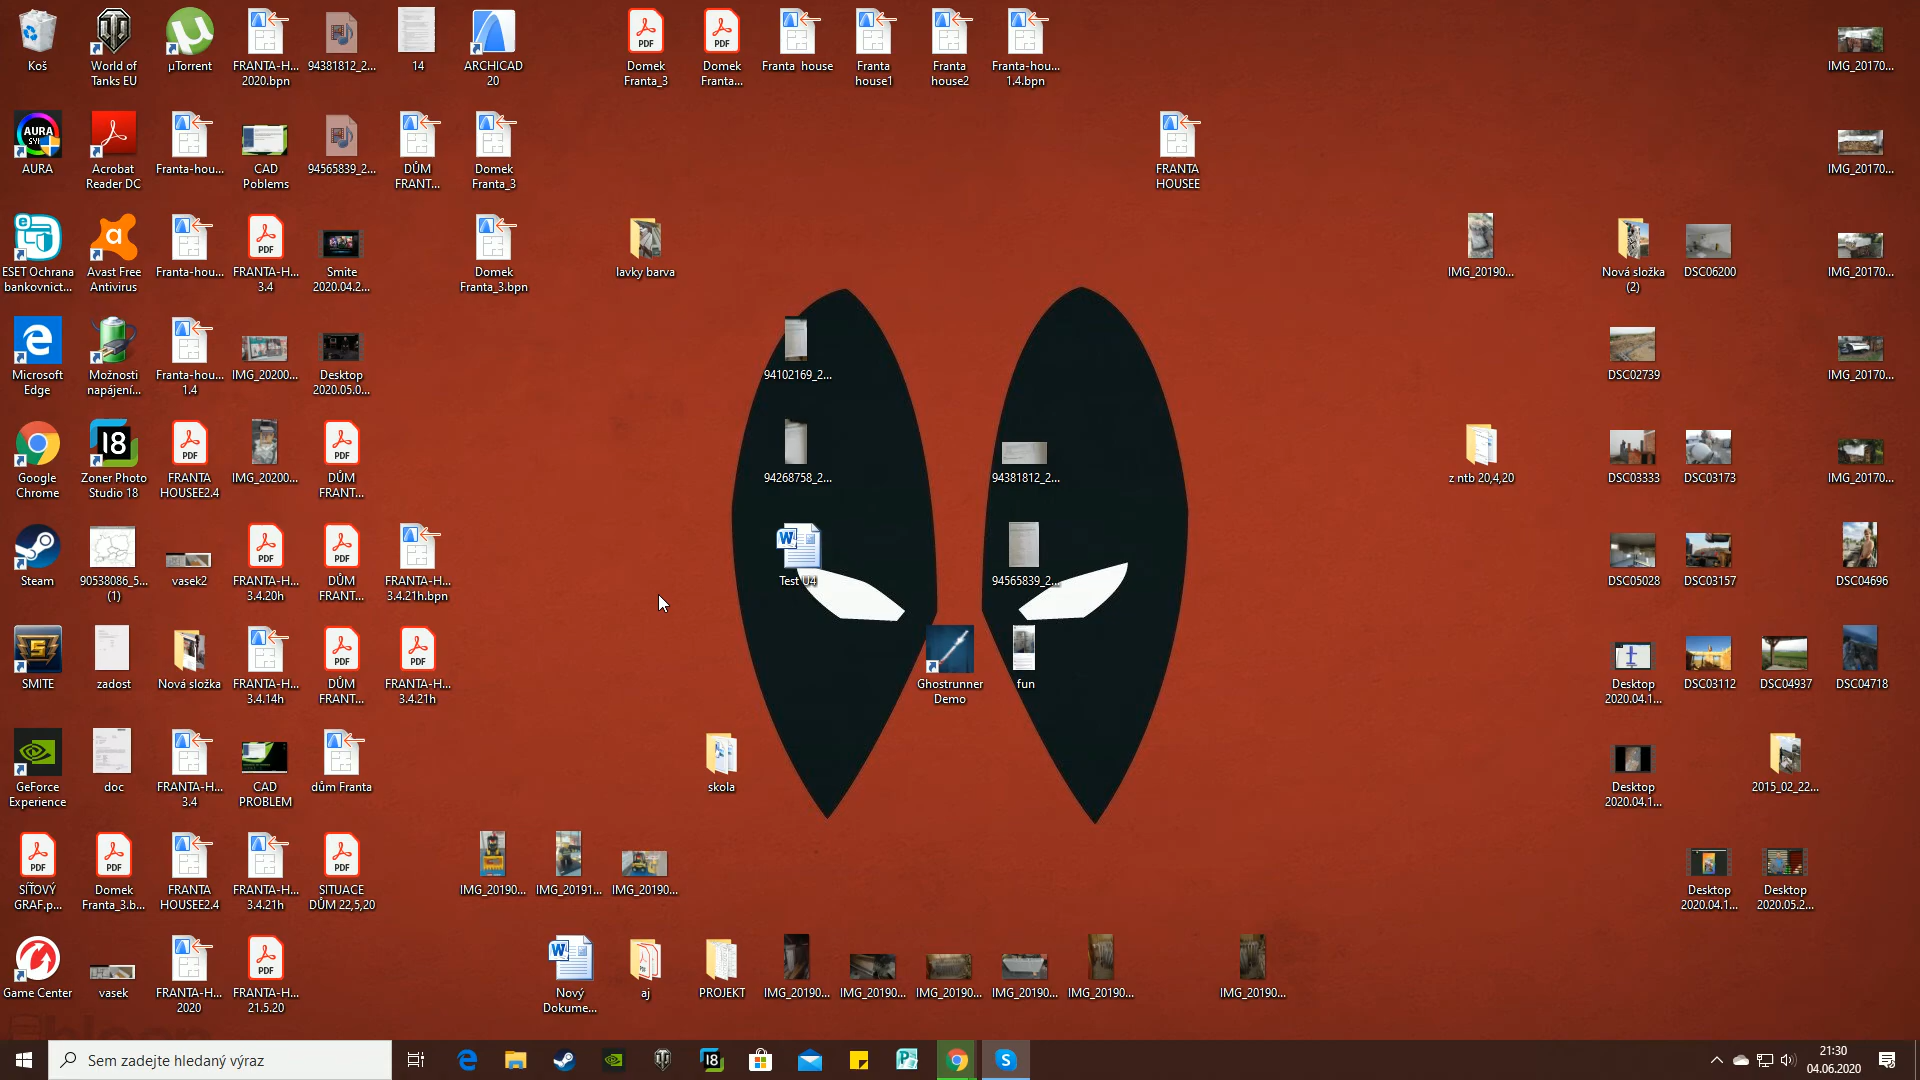 Koš
World of
Tanks EU
µTorrent
FRANTA-H...
2020.bpn
94381812_2...
14
ARCHICAD
20
Domek
Franta_3
Domek
Franta...
Franta house
Franta
house1
Franta
house2
Franta-hou...
1.4.bpn
IMG_20170...
AURA
Acrobat
Reader DC
Franta-hou...
CAD
Poblems
94565839_2...
DŮM
FRANT...
Domek
Franta_3
FRANTA
HOUSEE
IMG_20170...
ESET Ochrana
bankovnict...
Avast Free
Antivirus
Franta-hou...
FRANTA-H...
3.4
Smite
2020.04.2...
Domek
Franta_3.bpn
lavky barva
IMG_20190...
Nová složka
(2)
DSC06200
IMG_20170...
Microsoft
Edge
Možnosti
napájení...
Franta-hou...
1.4
IMG_20200...
Desktop
2020.05.0...
94102169_2...
DSC02739
IMG_20170...
Google
Chrome
Zoner Photo
Studio 18
FRANTA
HOUSEE2.4
IMG_20200...
DŮM
FRANT...
94268758_2...
94381812_2...
z ntb 20,4,20
DSC03333
DSC03173
IMG_20170...
Steam
90538086_5...
(1)
vasek2
FRANTA-H...
3.4.20h
DŮM
FRANT...
FRANTA-H...
3.4.21h.bpn
Test U4
94565839_2...
DSC05028
DSC03157
DSC04696
SMITE
zadost
Nová složka
FRANTA-H...
3.4.14h
DŮM
FRANT...
FRANTA-H...
3.4.21h
Ghostrunner
Demo
fun
Desktop
2020.04.1...
DSC03112
DSC04937
DSC04718
GeForce
Experience
doc
FRANTA-H...
3.4
CAD
PROBLEM
dům Franta
skola
Desktop
2020.04.1...
2015_02_22...
SÍŤOVÝ
GRAF.p...
Domek
Franta_3.b...
FRANTA
HOUSEE2.4
FRANTA-H...
3.4.21h
SITUACE
DŮM 22,5,20
IMG_20190...
IMG_20191...
IMG_20190...
Desktop
2020.04.1...
Desktop
2020.05.2...
Game Center
vasek
FRANTA-H...
2020
FRANTA-H...
21.5.20
Nový
Dokume...
aj
PROJEKT
IMG_20190...
IMG_20190...
IMG_20190...
IMG_20190...
IMG_20190...
IMG_20190...
Sem zadejte hledaný výraz
21:30
04.06.2020